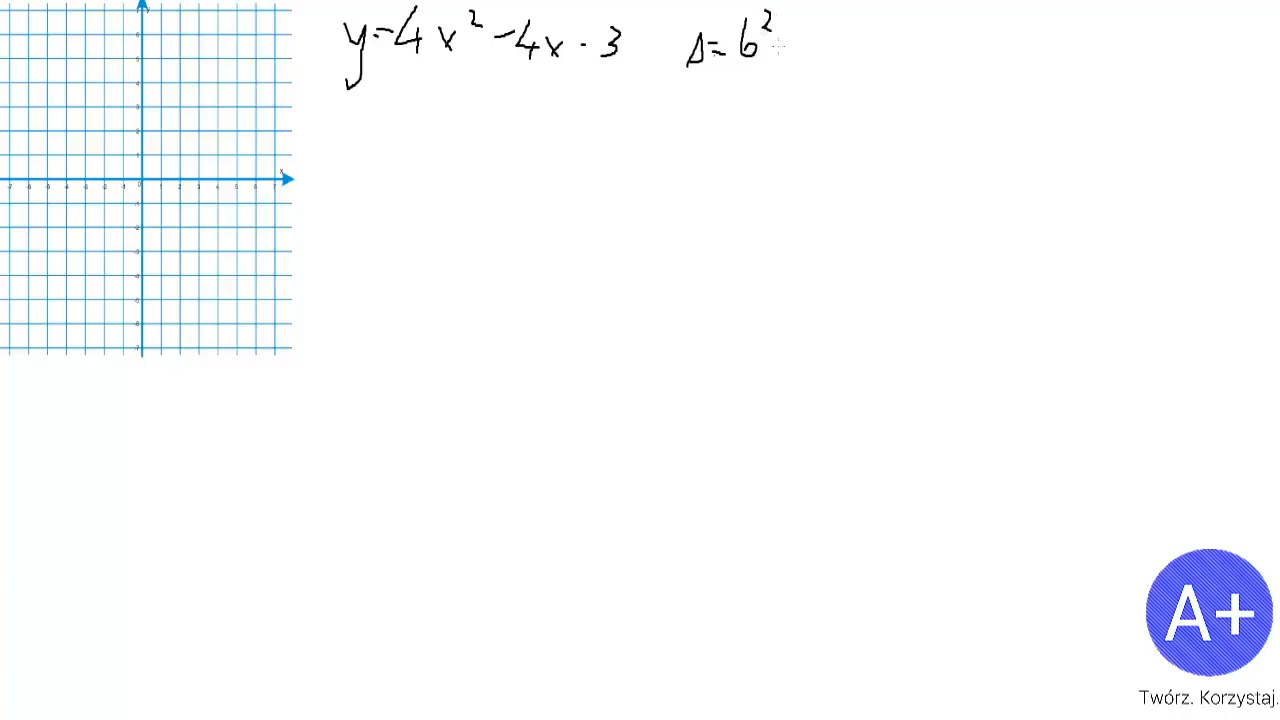 y=4x²-4x-3 Δ=b²
A+
Twórz. Korzystaj.